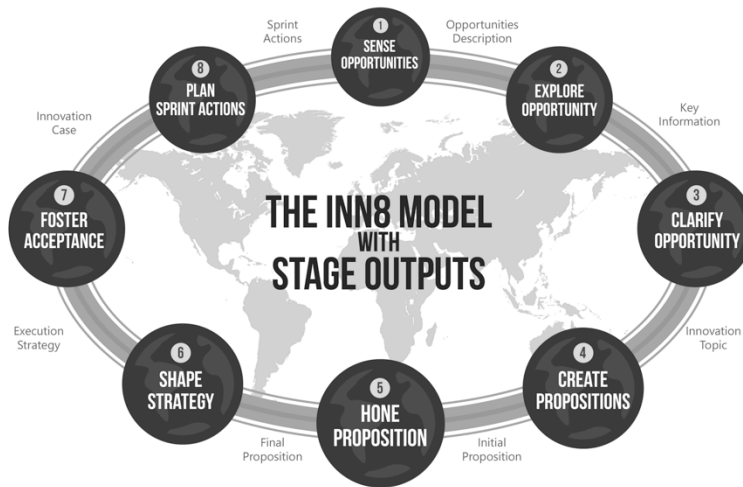 THE INN8 MODEL
WITH
STAGE OUTPUTS
1
SENSE
OPPORTUNITIES
Opportunities
Description
2
EXPLORE
OPPORTUNITY
Key
Information
3
CLARIFY
OPPORTUNITY
Innovation
Topic
4
CREATE
PROPOSITIONS
Initial
Proposition
5
HONE
PROPOSITION
Final
Proposition
6
SHAPE
STRATEGY
Execution
Strategy
7
FOSTER
ACCEPTANCE
Innovation
Case
8
PLAN
SPRINT ACTIONS
Sprint
Actions